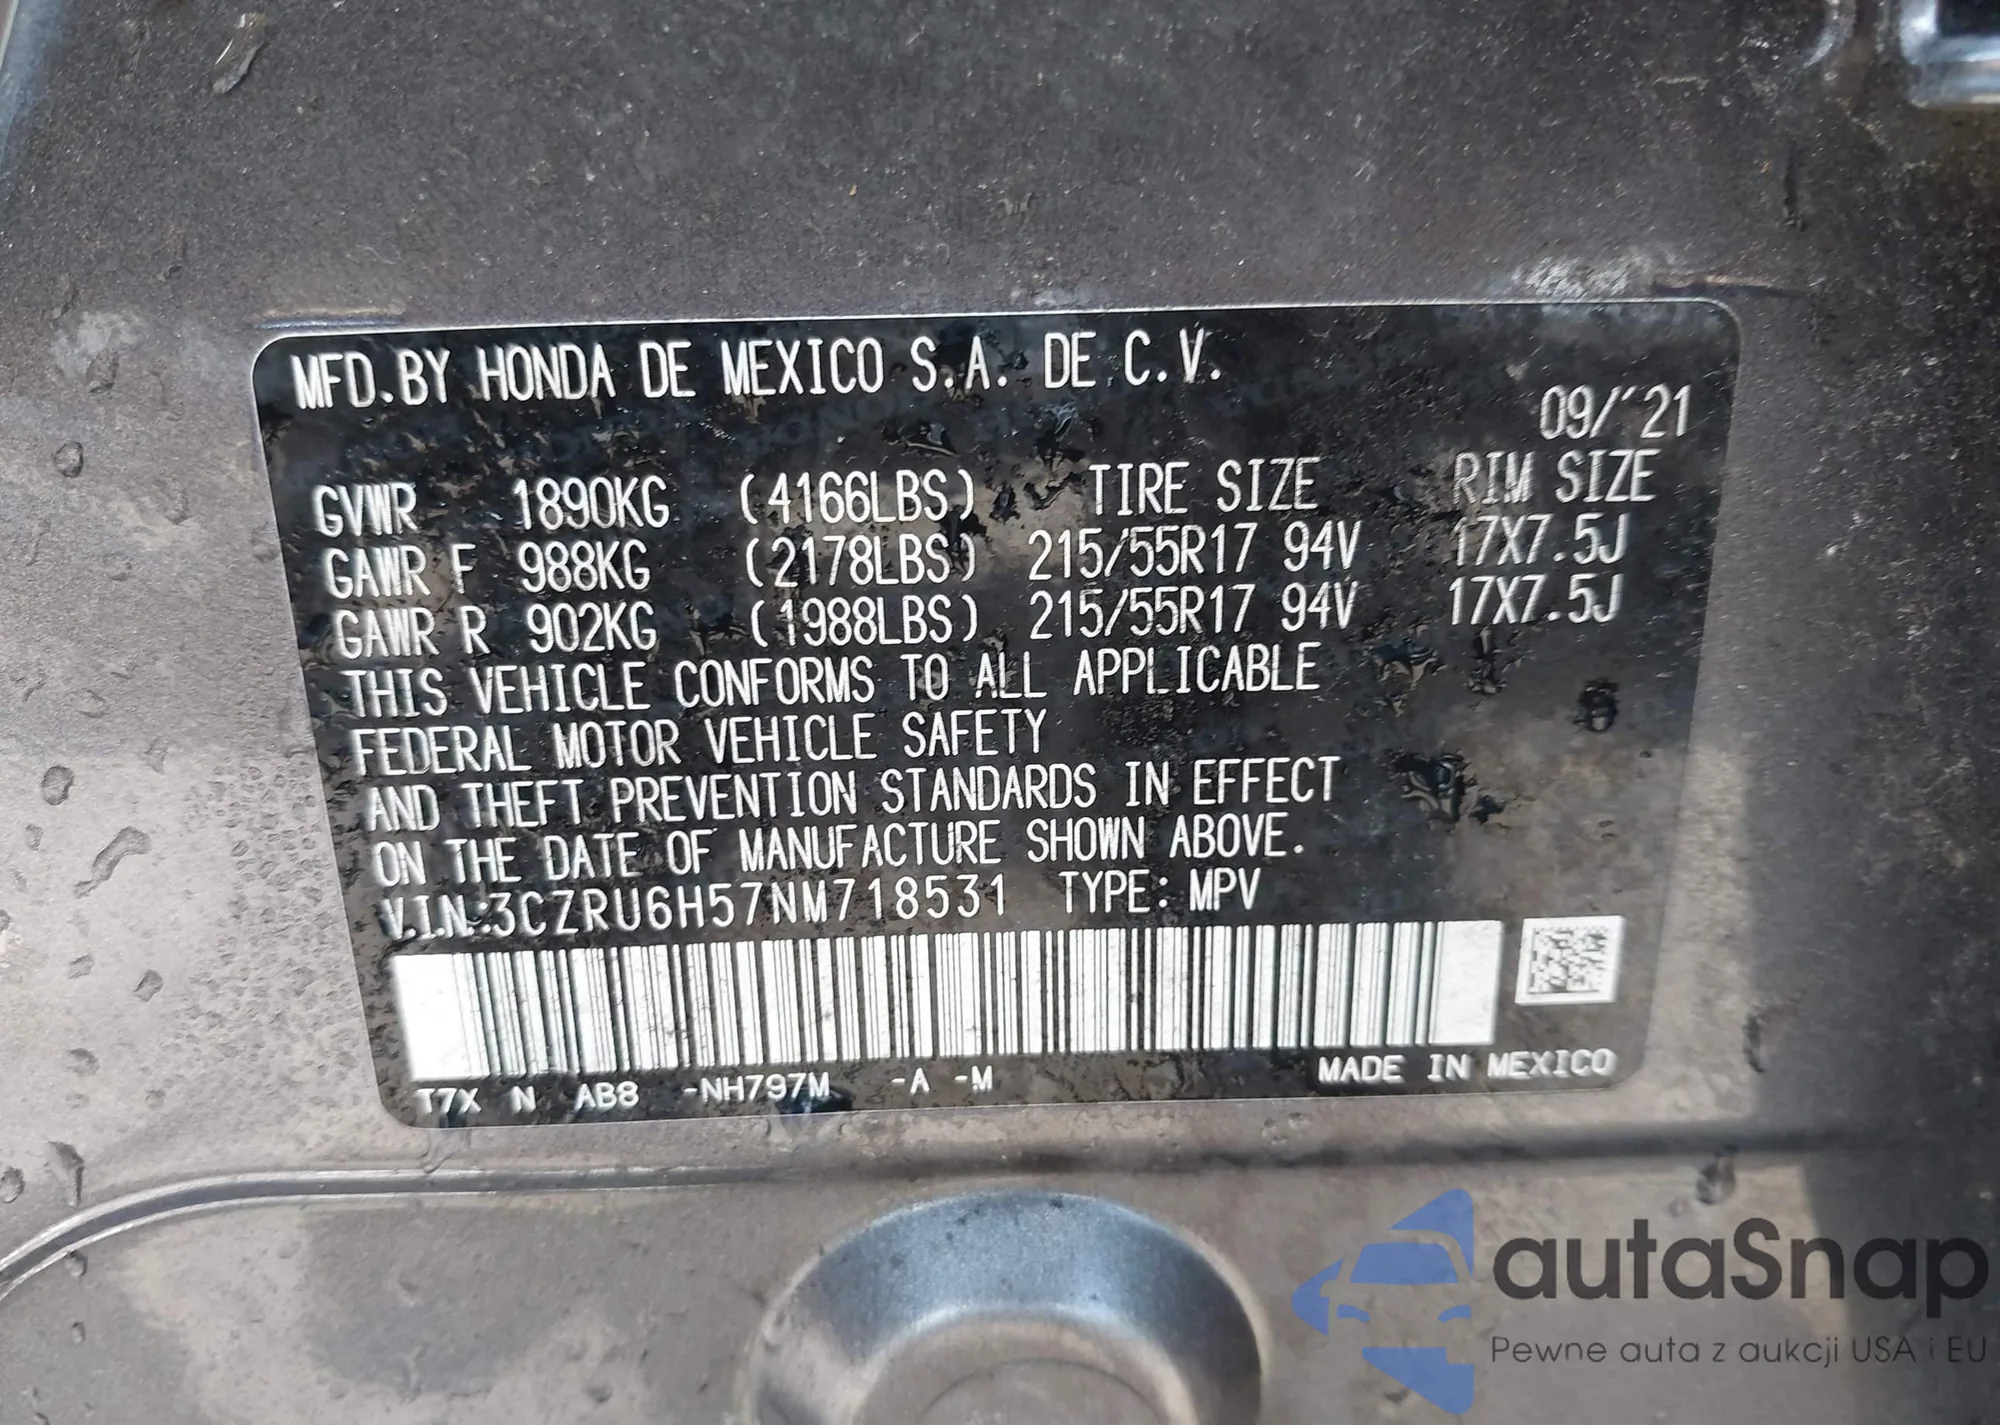 MFD. BY HONDA DE MEXICO S.A. DE C.V.
09/'21
GVWR 1890KG (4166LBS) TIRE SIZE RIM SIZE
GAWR F 988KG (2178LBS) 215/55R17 94V 17X7.5J
GAWR R 902KG (1988LBS) 215/55R17 94V 17X7.5J
THIS VEHICLE CONFORMS TO ALL APPLICABLE
FEDERAL MOTOR VEHICLE SAFETY
AND THEFT PREVENTION STANDARDS IN EFFECT
ON THE DATE OF MANUFACTURE SHOWN ABOVE.
V.I.N.:3CZRU6H57NM718531 TYPE: MPV
T7X N AB8 -NH797M -A -M MADE IN MEXICO
autaSnap
Pewne auta z aukcji USA i EU